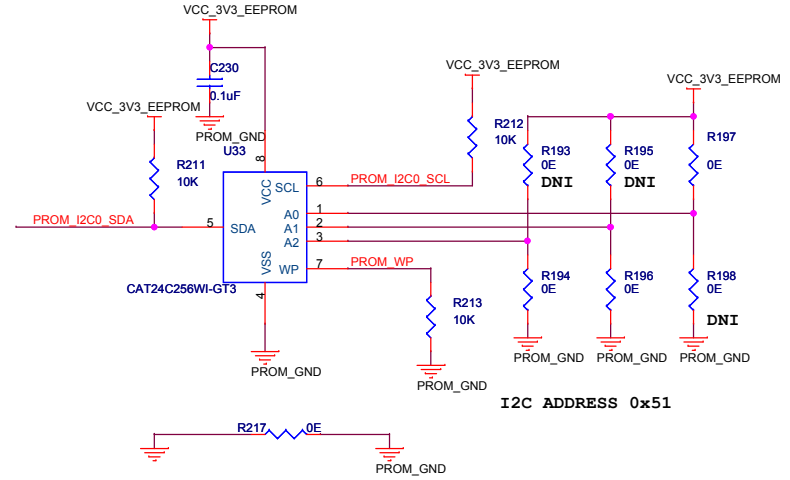 VCC_3V3_EEPROM
C230
0.1uF
PROM_GND
VCC_3V3_EEPROM
R211
10K
PROM_I2C0_SDA
U33
8
VCC
5
SDA
VSS
4
CAT24C256WI-GT3
PROM_GND
SCL
6
PROM_I2C0_SCL
A0
1
A1
2
A2
3
WP
7
PROM_WP
VCC_3V3_EEPROM
R212
10K
R213
10K
PROM_GND
VCC_3V3_EEPROM
R193
0E
DNI
R195
0E
DNI
R197
0E
R194
0E
R196
0E
R198
0E
DNI
PROM_GND
PROM_GND
PROM_GND
I2C ADDRESS 0x51
R217
0E
PROM_GND